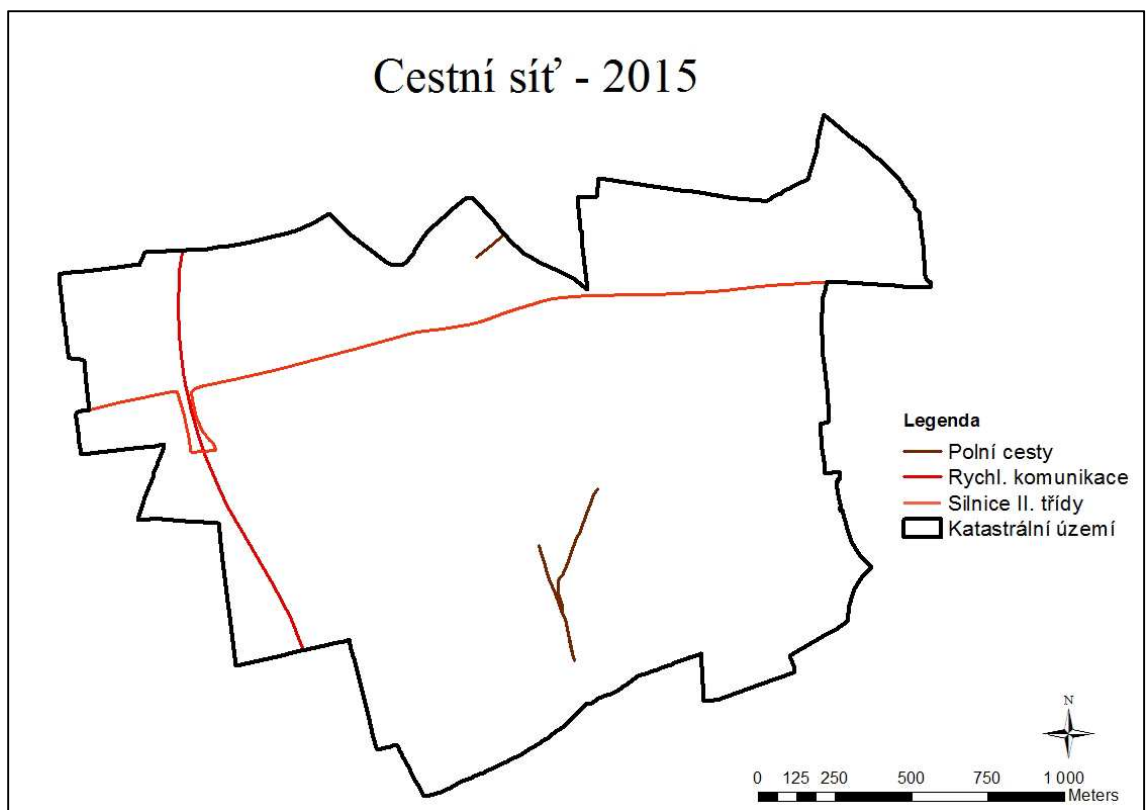 Cestní síť - 2015
Legenda
Polní cesty
Rychl. komunikace
Silnice II. třídy
Katastrální území
N
0 125 250 500 750 1 000
Meters